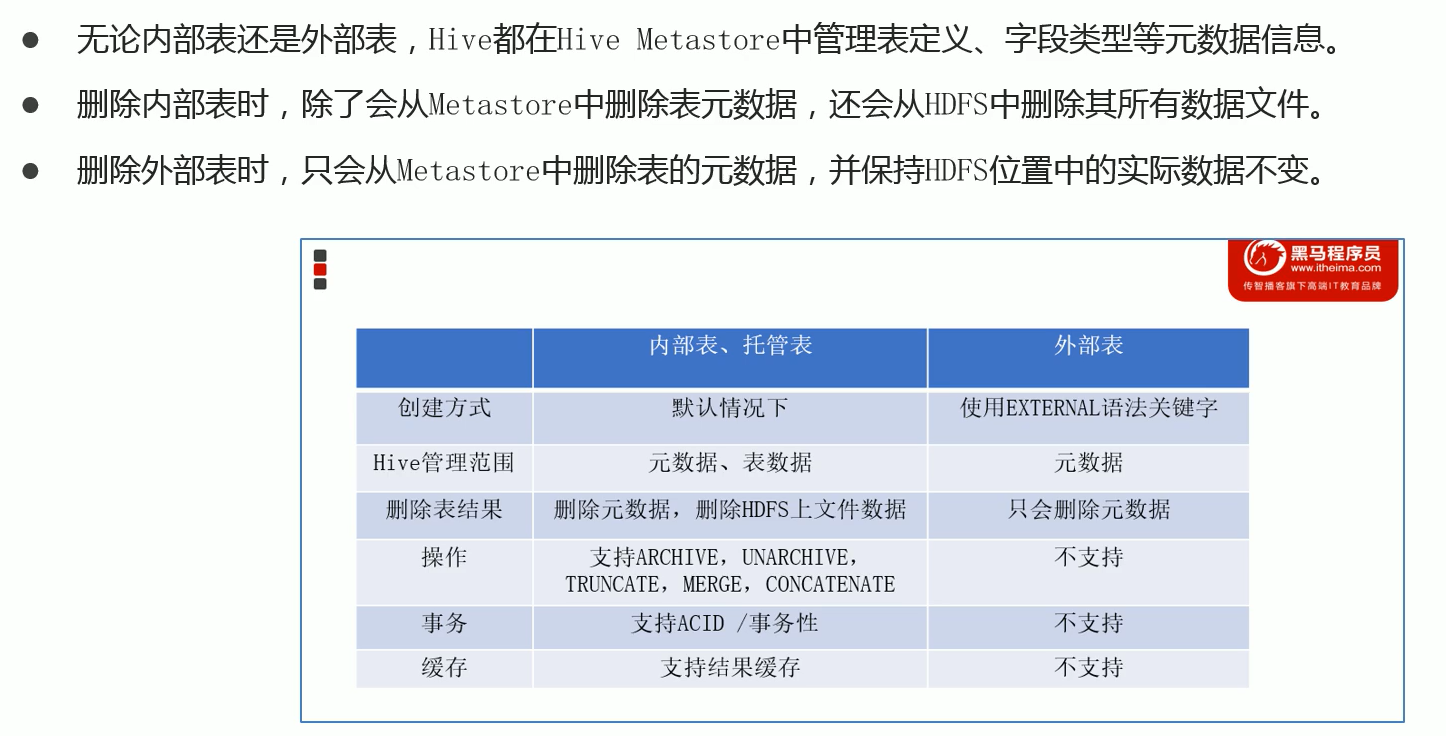 无论内部表还是外部表，Hive都在Hive Metastore中管理表定义、字段类型等元数据信息。
删除内部表时，除了会从Metastore中删除表元数据，还会从HDFS中删除其所有数据文件。
删除外部表时，只会从Metastore中删除表的元数据，并保持HDFS位置中的实际数据不变。
黑马程序员
www.itheima.com
传智播客旗下高端IT教育品牌
内部表、托管表 外部表
创建方式 默认情况下 使用EXTERNAL语法关键字
Hive管理范围 元数据、表数据 元数据
删除表结果 删除元数据，删除HDFS上文件数据 只会删除元数据
操作 支持ARCHIVE，UNARCHIVE， 不支持
TRUNCATE，MERGE，CONCATENATE
事务 支持ACID /事务性 不支持
缓存 支持结果缓存 不支持